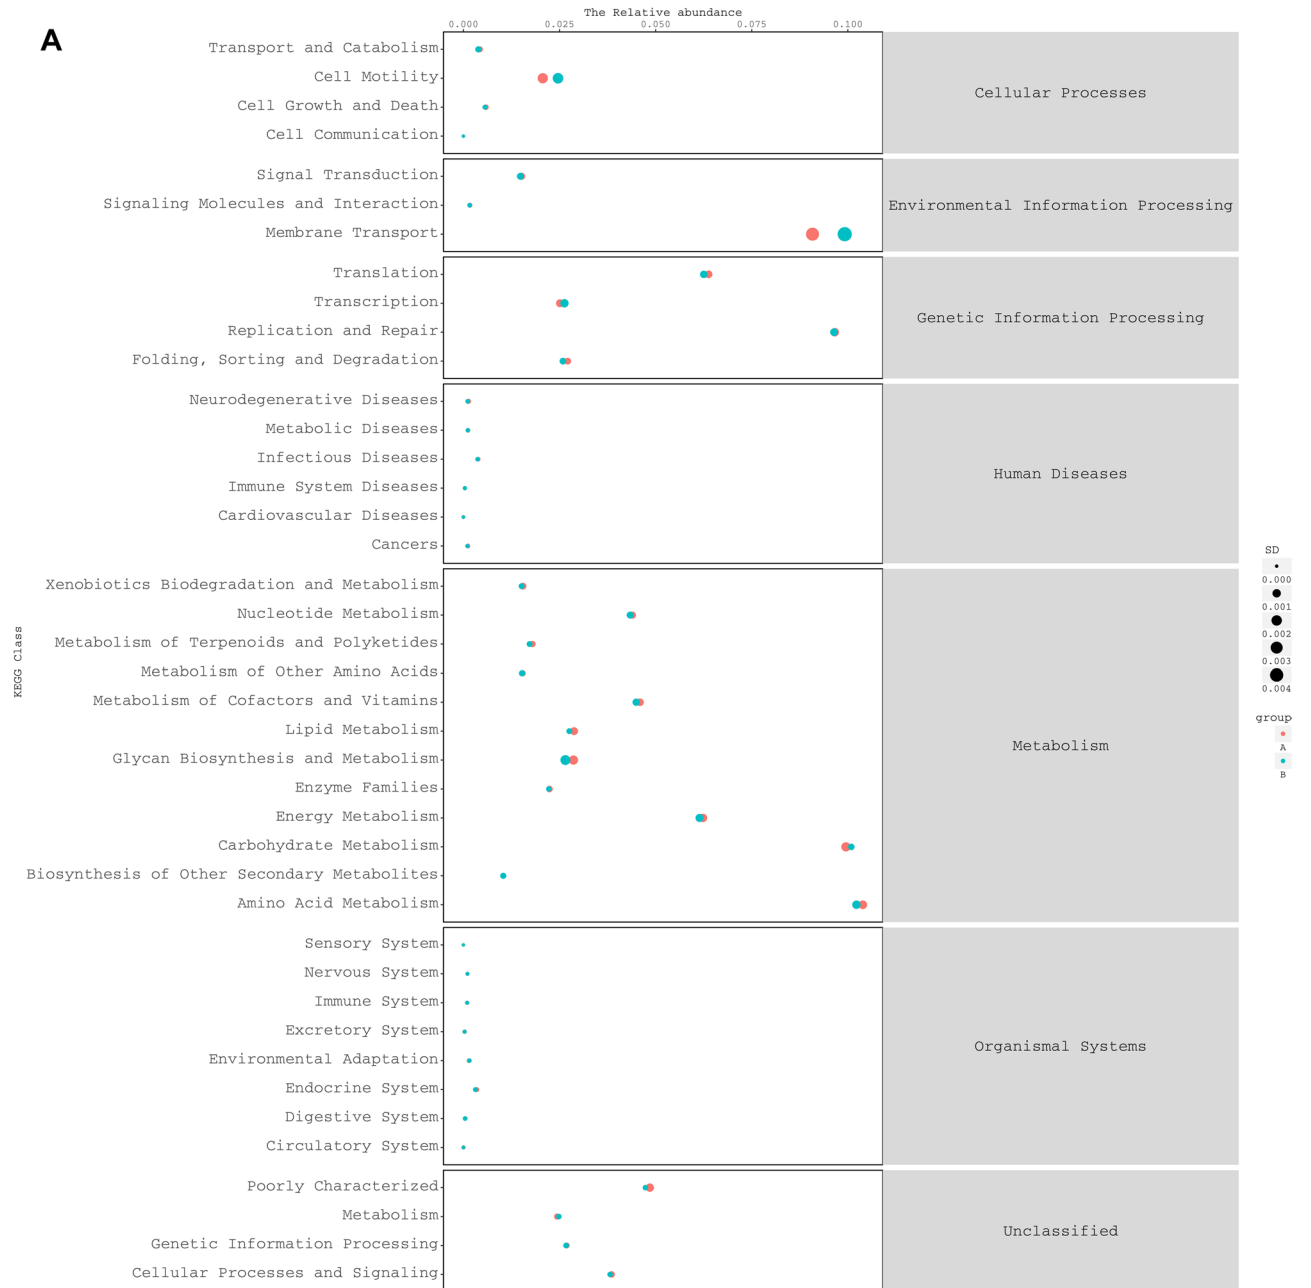 A
The Relative abundance
0.000 0.025 0.050 0.075 0.100
Transport and Catabolism
Cell Motility
Cell Growth and Death
Cell Communication
Cellular Processes
Signal Transduction
Signaling Molecules and Interaction
Membrane Transport
Environmental Information Processing
Translation
Transcription
Replication and Repair
Folding, Sorting and Degradation
Genetic Information Processing
Neurodegenerative Diseases
Metabolic Diseases
Infectious Diseases
Immune System Diseases
Cardiovascular Diseases
Cancers
Human Diseases
KEGG Class
Xenobiotics Biodegradation and Metabolism
Nucleotide Metabolism
Metabolism of Terpenoids and Polyketides
Metabolism of Other Amino Acids
Metabolism of Cofactors and Vitamins
Lipid Metabolism
Glycan Biosynthesis and Metabolism
Enzyme Families
Energy Metabolism
Carbohydrate Metabolism
Biosynthesis of Other Secondary Metabolites
Amino Acid Metabolism
Metabolism
Sensory System
Nervous System
Immune System
Excretory System
Environmental Adaptation
Endocrine System
Digestive System
Circulatory System
Organismal Systems
Poorly Characterized
Metabolism
Genetic Information Processing
Cellular Processes and Signaling
Unclassified
SD
0.000
0.001
0.002
0.003
0.004
group
A
B